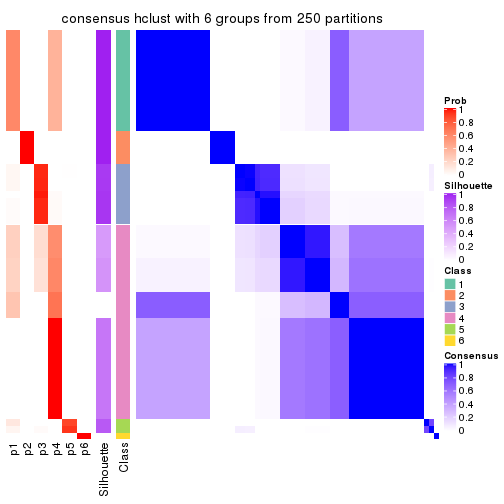 consensus hclust with 6 groups from 250 partitions
Prob
1
0.8
0.6
0.4
0.2
0
Silhouette
1
0.8
0.6
0.4
0.2
0
Class
1
2
3
4
5
6
Consensus
1
0.8
0.6
0.4
0.2
0
p1
p2
p3
p4
p5
p6
Silhouette
Class